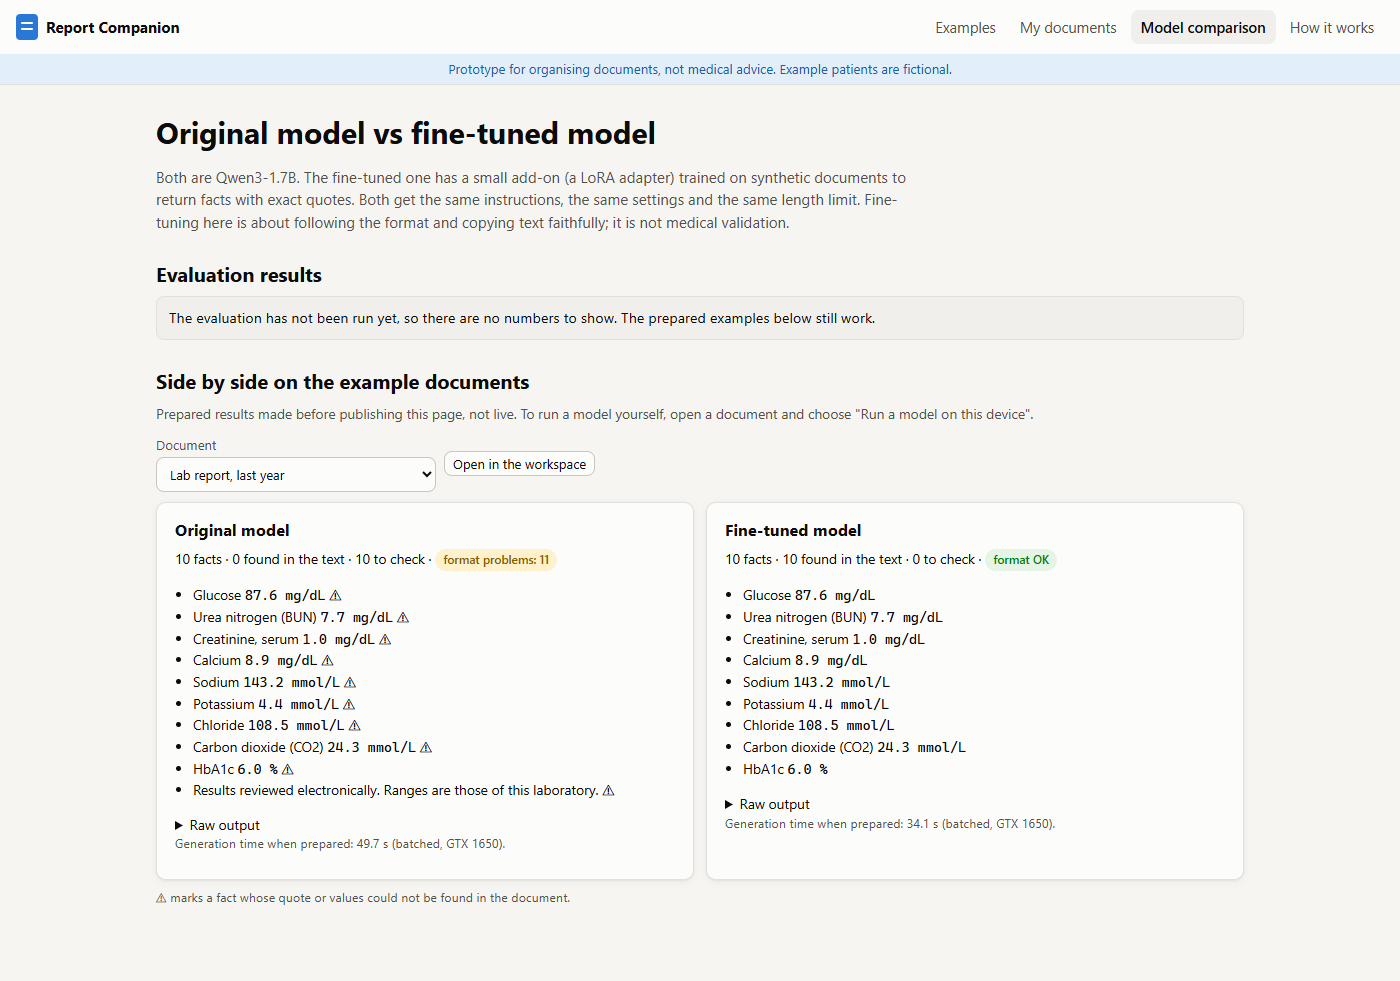 Report Companion
Examples
My documents
Model comparison
How it works
Prototype for organising documents, not medical advice. Example patients are fictional.
Original model vs fine-tuned model
Both are Qwen3-1.7B. The fine-tuned one has a small add-on (a LoRA adapter) trained on synthetic documents to
return facts with exact quotes. Both get the same instructions, the same settings and the same length limit. Fine-
tuning here is about following the format and copying text faithfully; it is not medical validation.
Evaluation results
The evaluation has not been run yet, so there are no numbers to show. The prepared examples below still work.
Side by side on the example documents
Prepared results made before publishing this page, not live. To run a model yourself, open a document and choose "Run a model on this device".
Document
Lab report, last year
Open in the workspace
Original model
10 facts · 0 found in the text · 10 to check · format problems: 11
• Glucose 87.6 mg/dL ⚠
• Urea nitrogen (BUN) 7.7 mg/dL ⚠
• Creatinine, serum 1.0 mg/dL ⚠
• Calcium 8.9 mg/dL ⚠
• Sodium 143.2 mmol/L ⚠
• Potassium 4.4 mmol/L ⚠
• Chloride 108.5 mmol/L ⚠
• Carbon dioxide (CO2) 24.3 mmol/L ⚠
• HbA1c 6.0 % ⚠
• Results reviewed electronically. Ranges are those of this laboratory. ⚠
▶ Raw output
Generation time when prepared: 49.7 s (batched, GTX 1650).
Fine-tuned model
10 facts · 10 found in the text · 0 to check · format OK
• Glucose 87.6 mg/dL
• Urea nitrogen (BUN) 7.7 mg/dL
• Creatinine, serum 1.0 mg/dL
• Calcium 8.9 mg/dL
• Sodium 143.2 mmol/L
• Potassium 4.4 mmol/L
• Chloride 108.5 mmol/L
• Carbon dioxide (CO2) 24.3 mmol/L
• HbA1c 6.0 %
▶ Raw output
Generation time when prepared: 34.1 s (batched, GTX 1650).
⚠ marks a fact whose quote or values could not be found in the document.